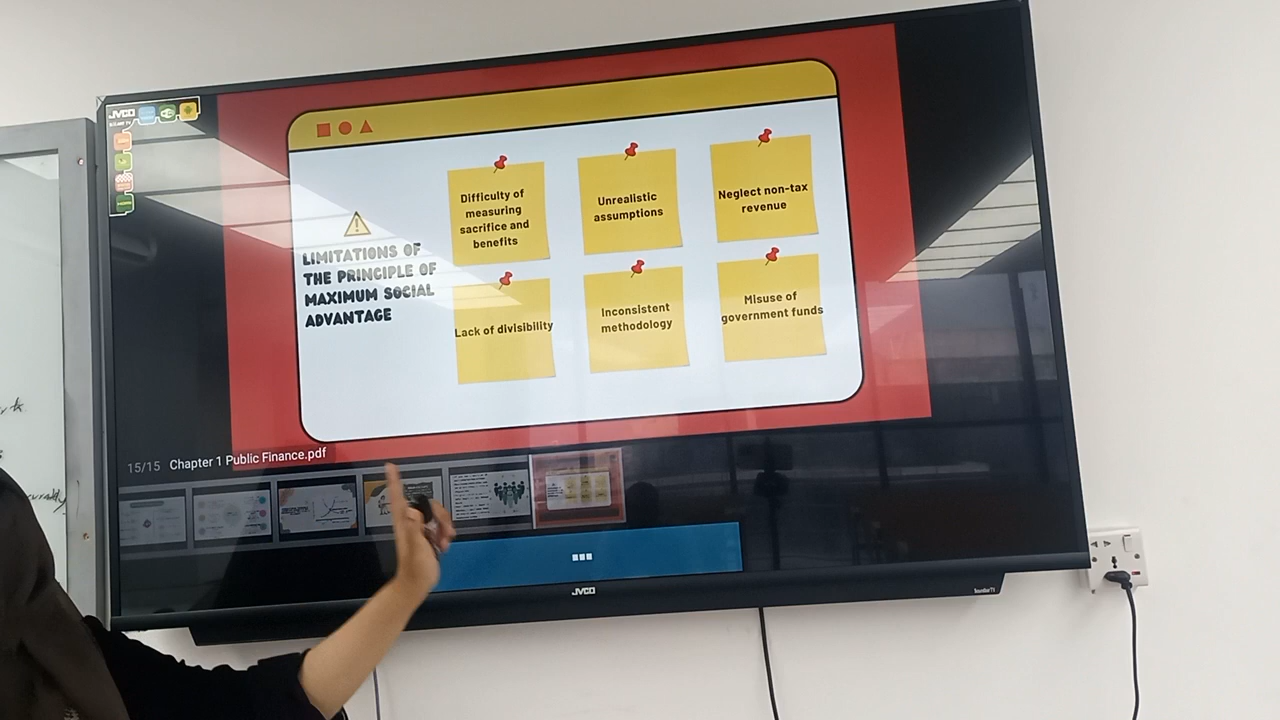 JVCO
LIMITATIONS OF
THE PRINCIPLE OF
MAXIMUM SOCIAL
ADVANTAGE
Difficulty of
measuring
sacrifice and
benefits
Unrealistic
assumptions
Neglect non-tax
revenue
Lack of divisibility
Inconsistent
methodology
Misuse of
government funds
15/15 Chapter 1 Public Finance.pdf
JVCO